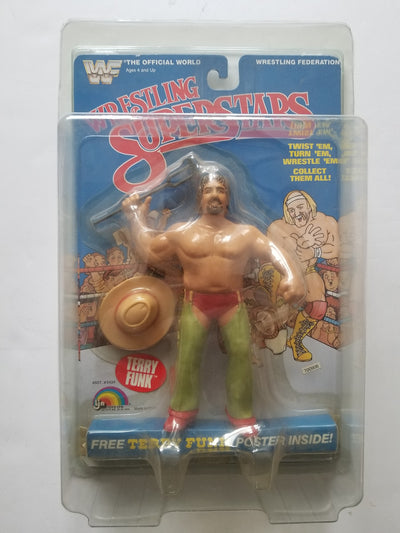 WF
"THE OFFICIAL WORLD WRESTLING FEDERATION
Ages 4 and Up
WRESTLING
SUPERSTARS
TWIST 'EM,
TURN 'EM,
WRESTLE 'EM
COLLECT
THEM ALL!
TERRY
FUNK
FREE TERRY FUNK POSTER INSIDE!